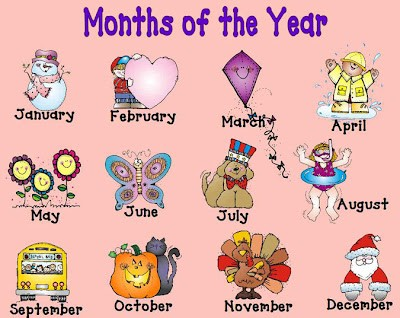 Months of the Year
January
February
March
April
May
June
July
August
September
October
November
December